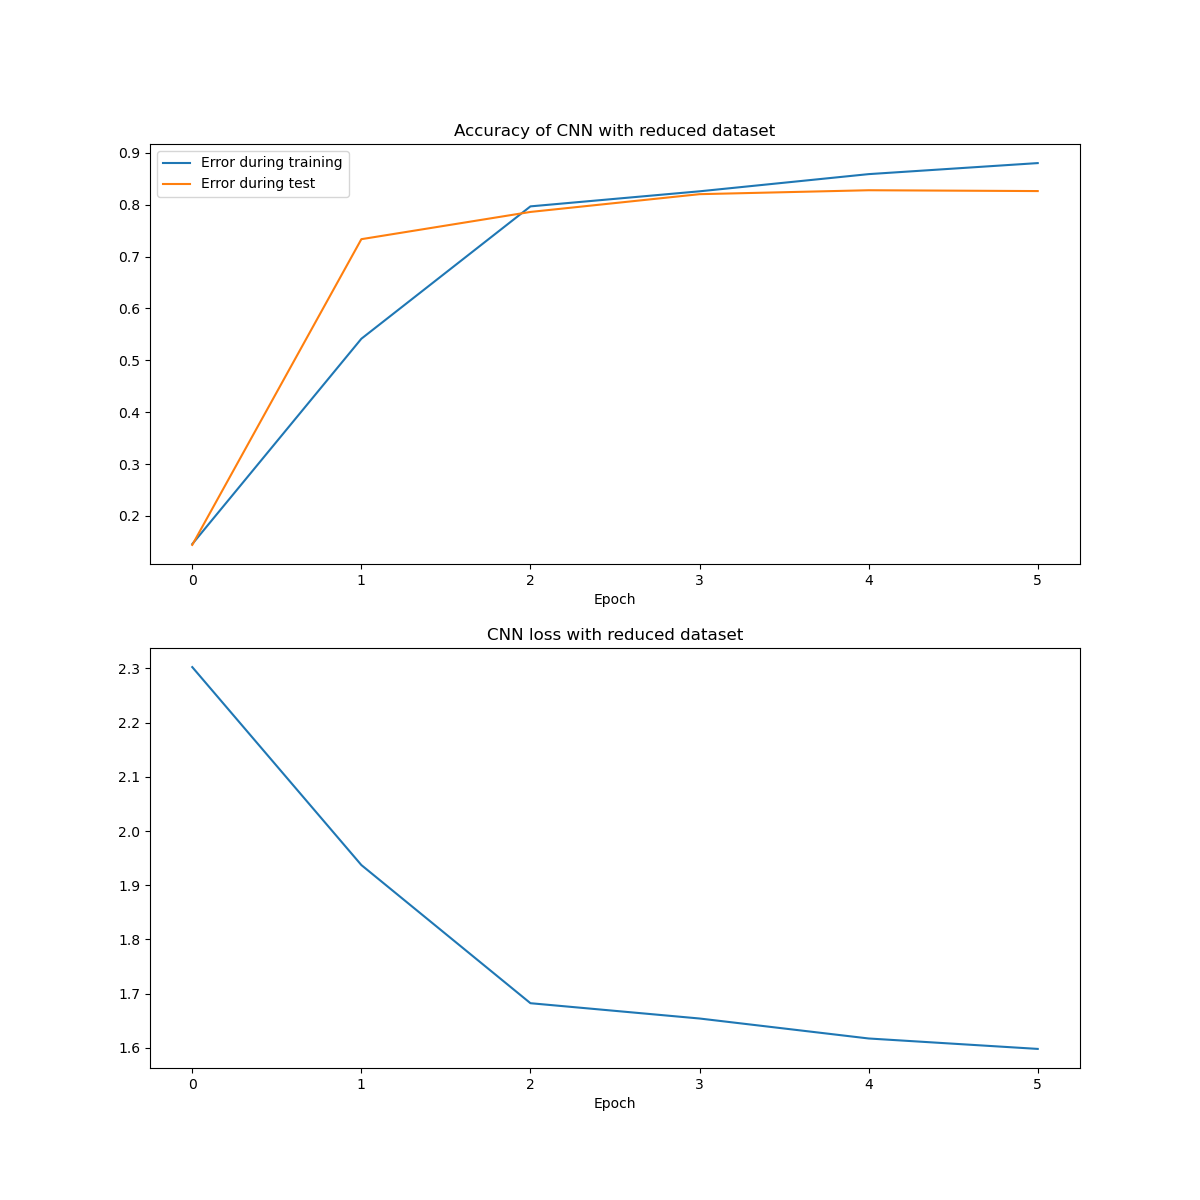 Accuracy of CNN with reduced dataset
0.9
0.8
0.7
0.6
0.5
0.4
0.3
0.2
Error during training
Error during test
0 1 2 3 4 5
Epoch
CNN loss with reduced dataset
2.3
2.2
2.1
2.0
1.9
1.8
1.7
1.6
0 1 2 3 4 5
Epoch